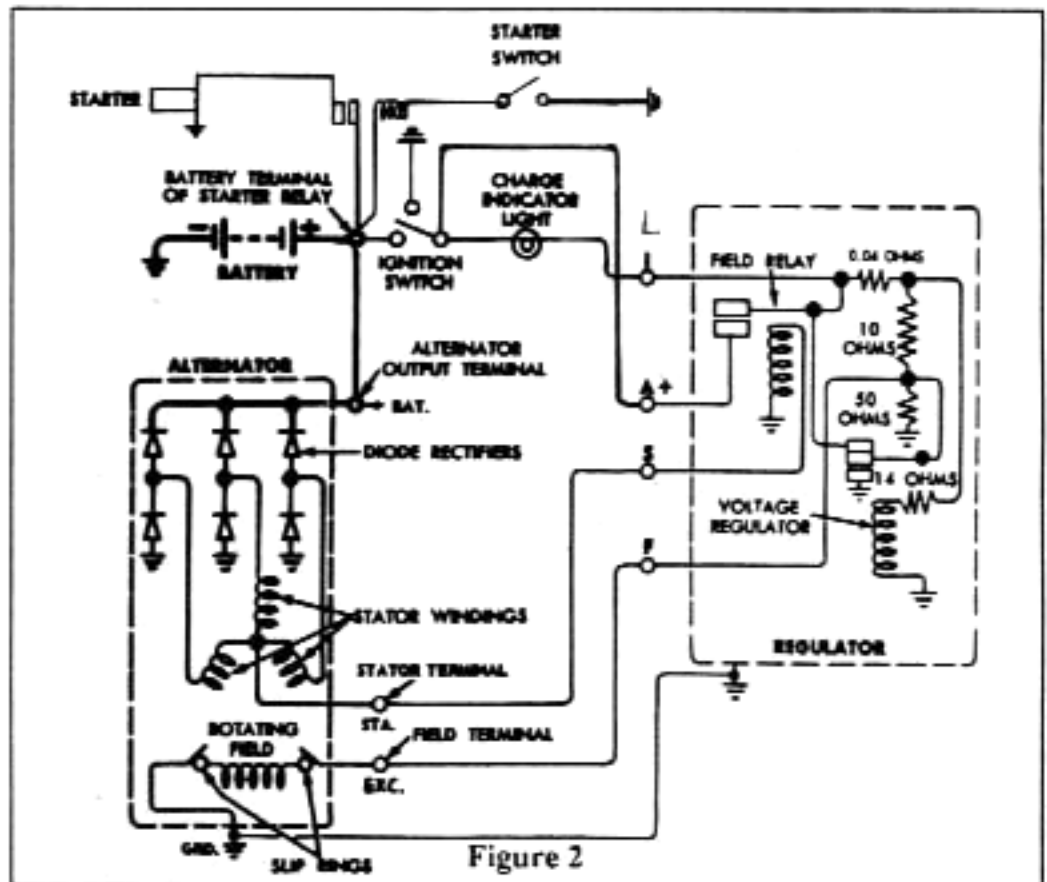 STARTER
SWITCH
STARTER
BATTERY TERMINAL
OF STARTER RELAY
CHARGE
INDICATOR
LIGHT
L
I
FIELD RELAY
0.04 OHMS
- +
BATTERY
IGNITION
SWITCH
10
OHMS
ALTERNATOR
ALTERNATOR
OUTPUT TERMINAL
A +
BAT.
50
OHMS
DIODE RECTIFIERS
S
14 OHMS
VOLTAGE
REGULATOR
F
STATOR WINDINGS
REGULATOR
STATOR TERMINAL
STA.
ROTATING
FIELD
FIELD TERMINAL
EXC.
GRD.
SLIP RINGS
Figure 2